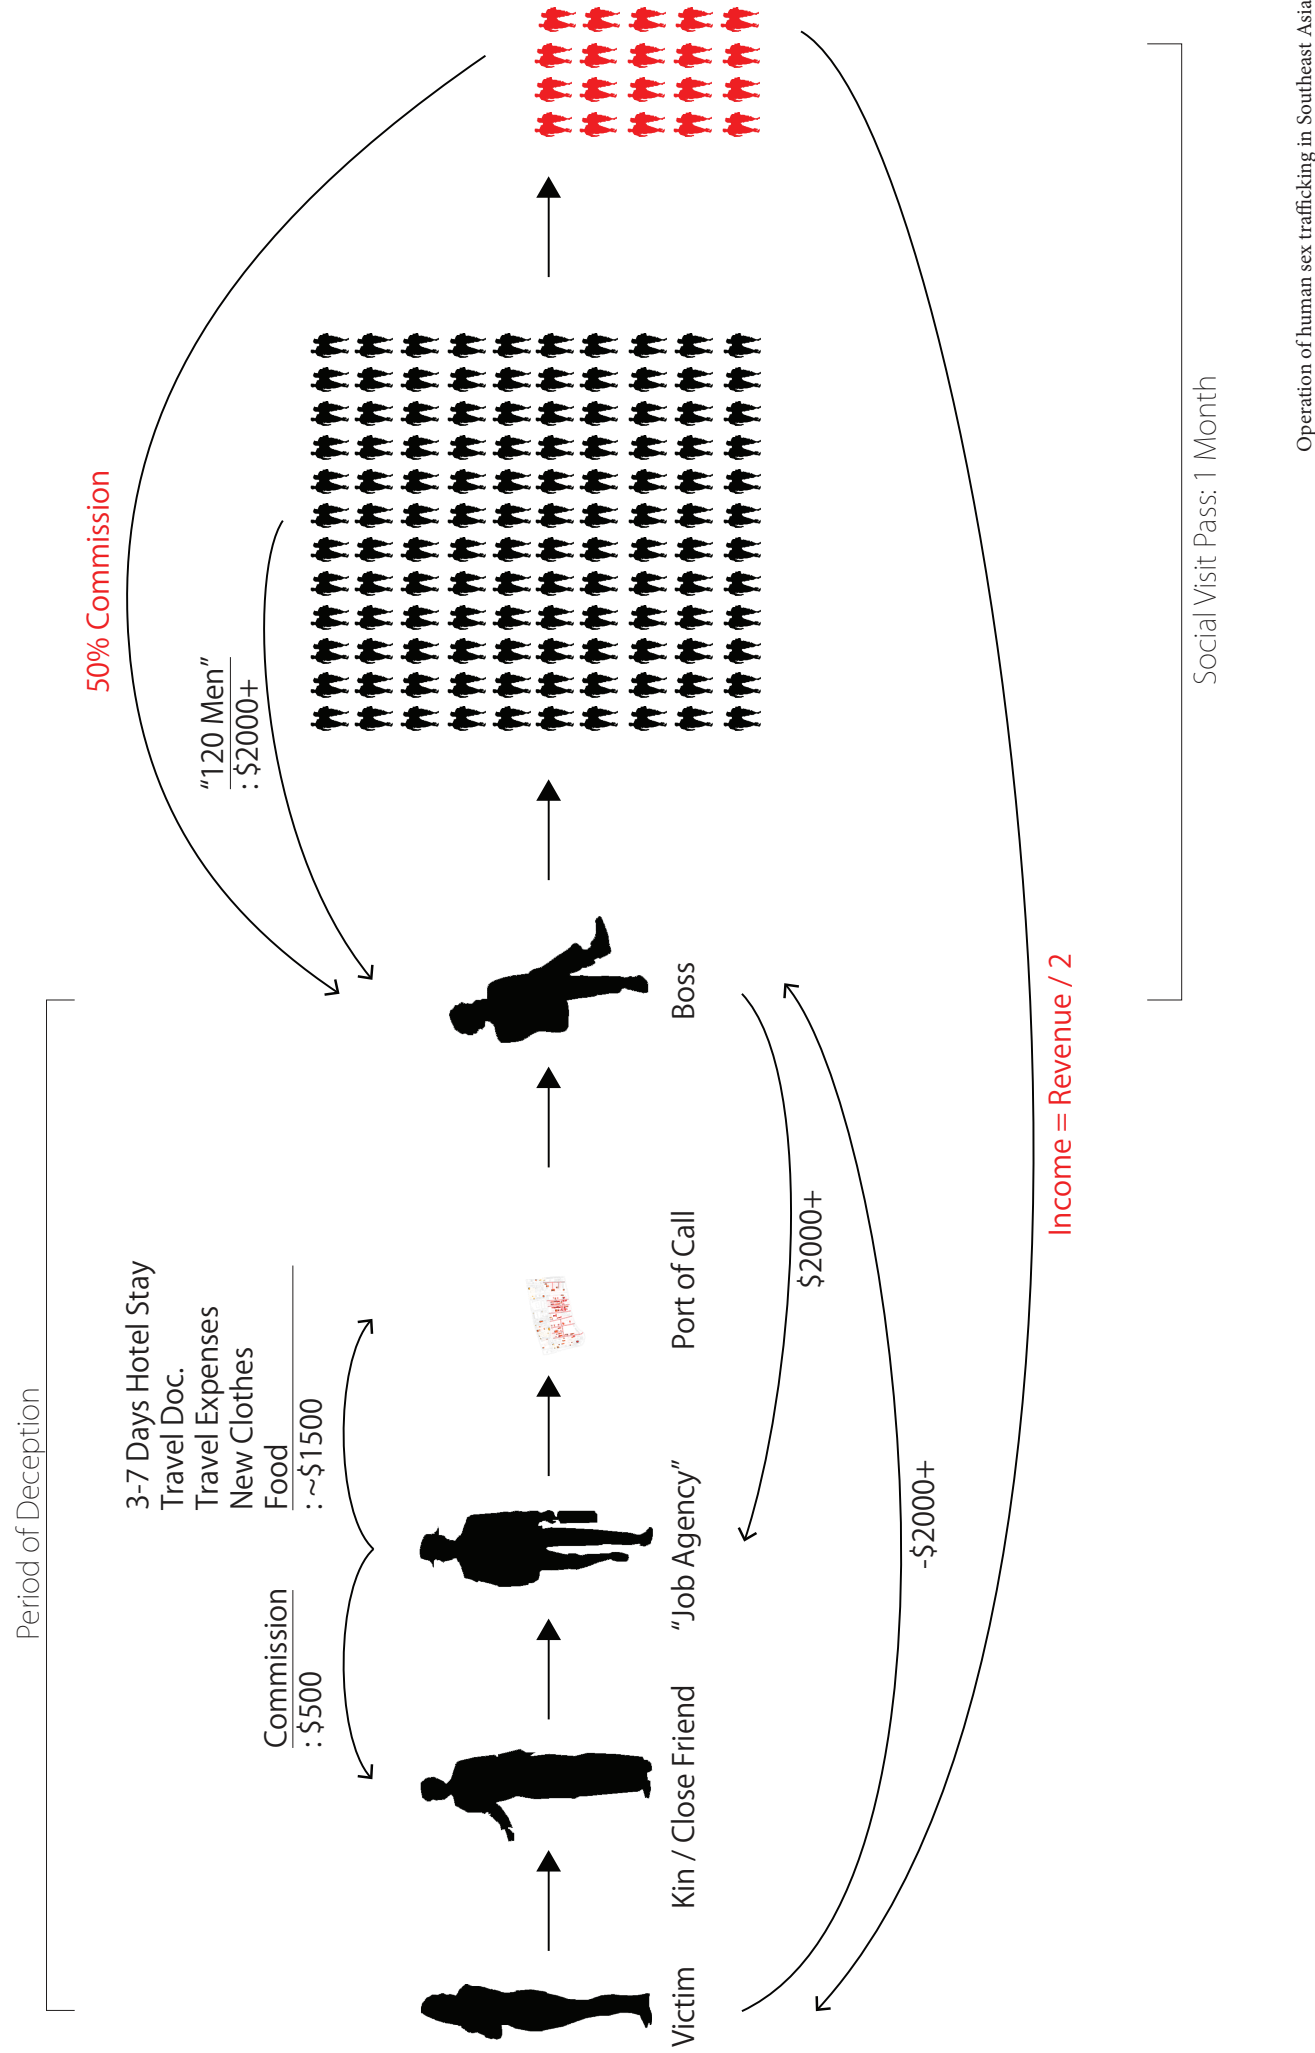 Period of Deception
3-7 Days Hotel Stay
Travel Doc.
Travel Expenses
New Clothes
Food
: ~$1500
Commission
: $500
50% Commission
“120 Men”
: $2000+
Victim
Kin / Close Friend
“Job Agency”
Port of Call
Boss
$2000+
-$2000+
Income = Revenue / 2
Social Visit Pass: 1 Month
Operation of human sex trafficking in Southeast Asia